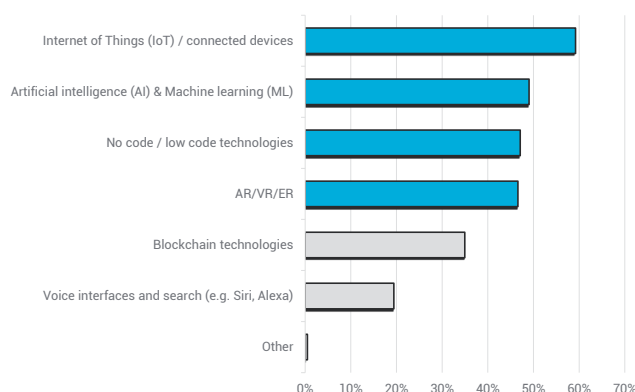 Internet of Things (IoT) / connected devices
Artificial intelligence (AI) & Machine learning (ML)
No code / low code technologies
AR/VR/ER
Blockchain technologies
Voice interfaces and search (e.g. Siri, Alexa)
Other
0% 10% 20% 30% 40% 50% 60% 70%